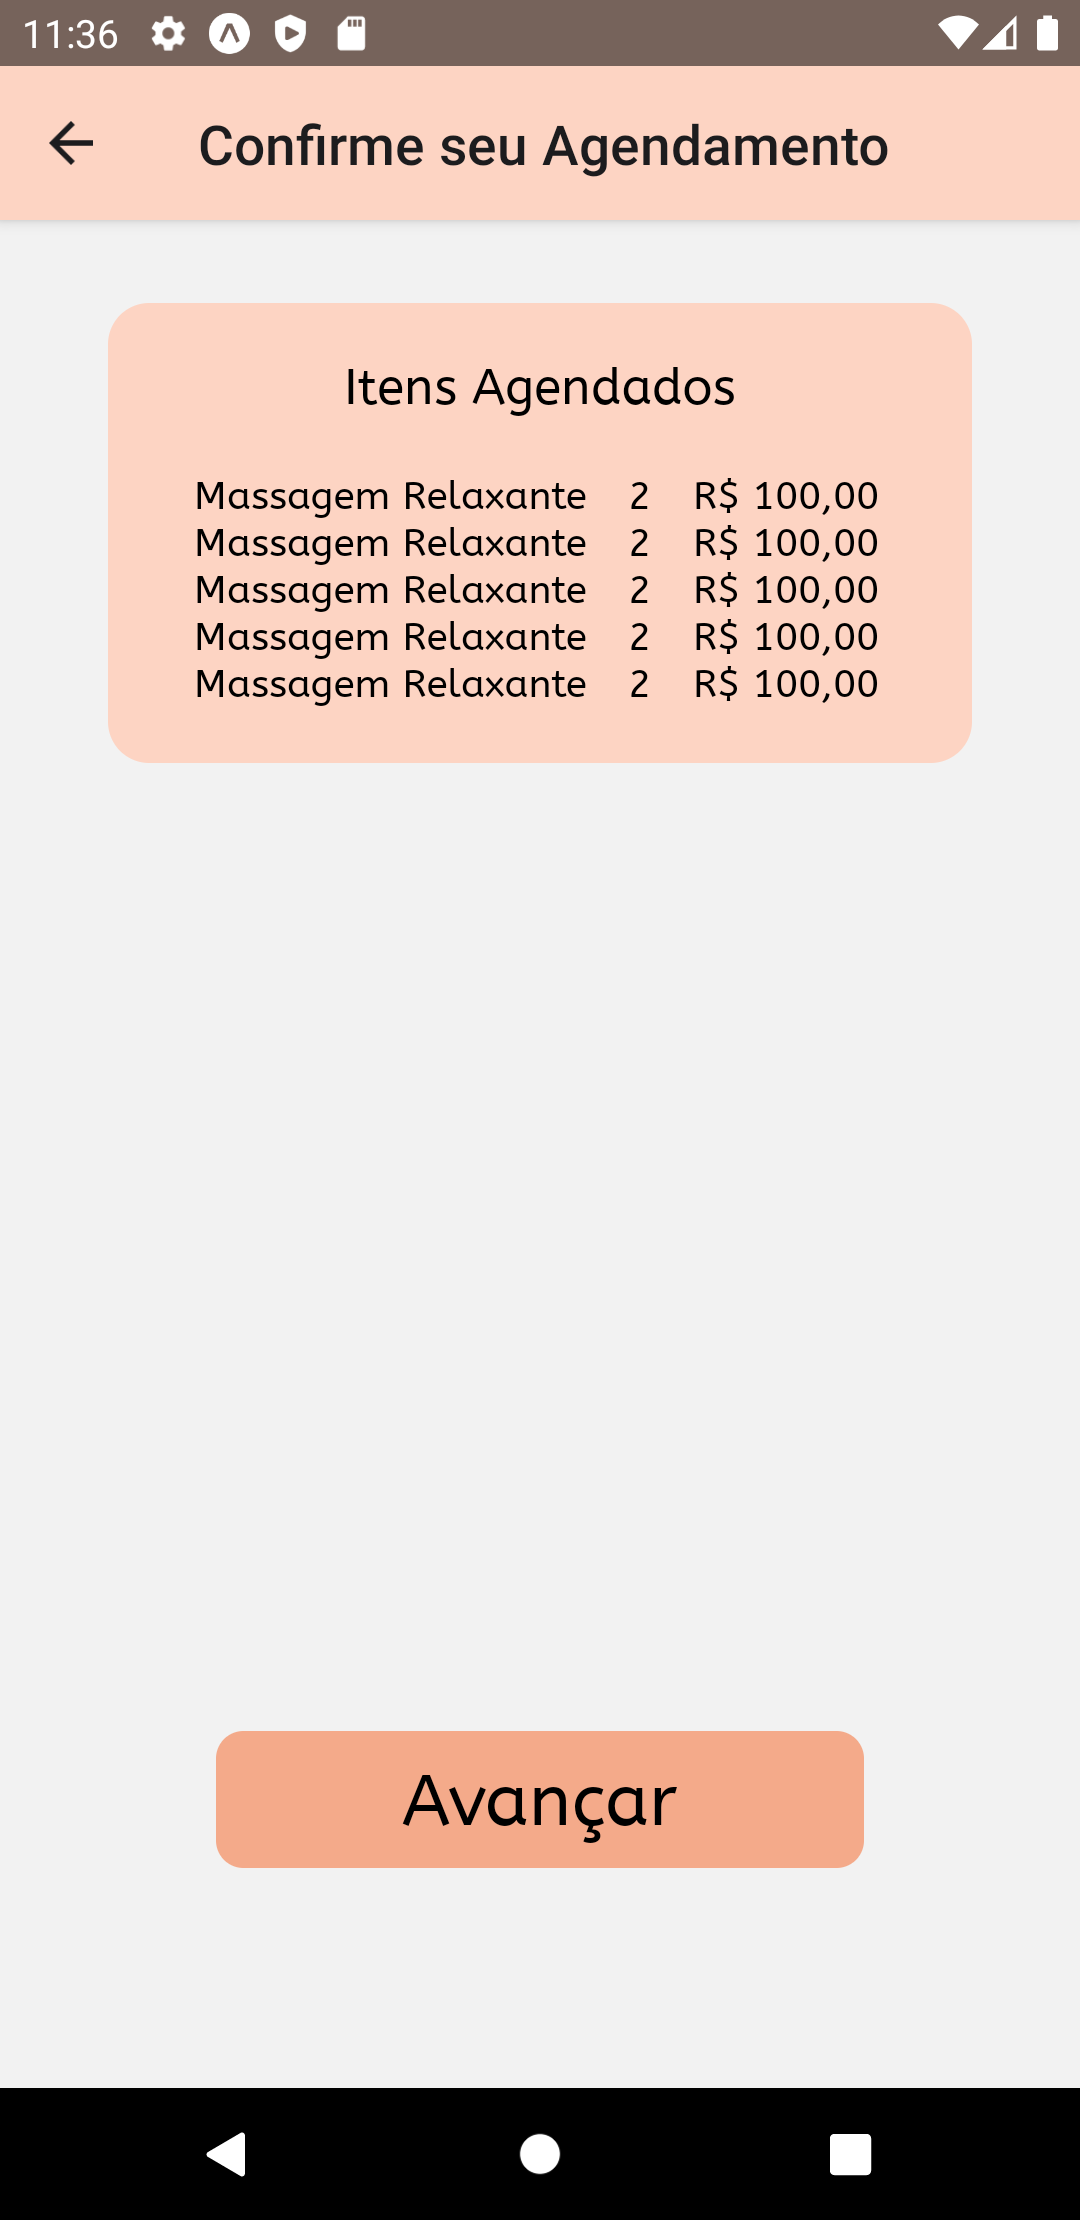 11:36
Confirme seu Agendamento
Itens Agendados
Massagem Relaxante 2 R$ 100,00
Massagem Relaxante 2 R$ 100,00
Massagem Relaxante 2 R$ 100,00
Massagem Relaxante 2 R$ 100,00
Massagem Relaxante 2 R$ 100,00
Avançar